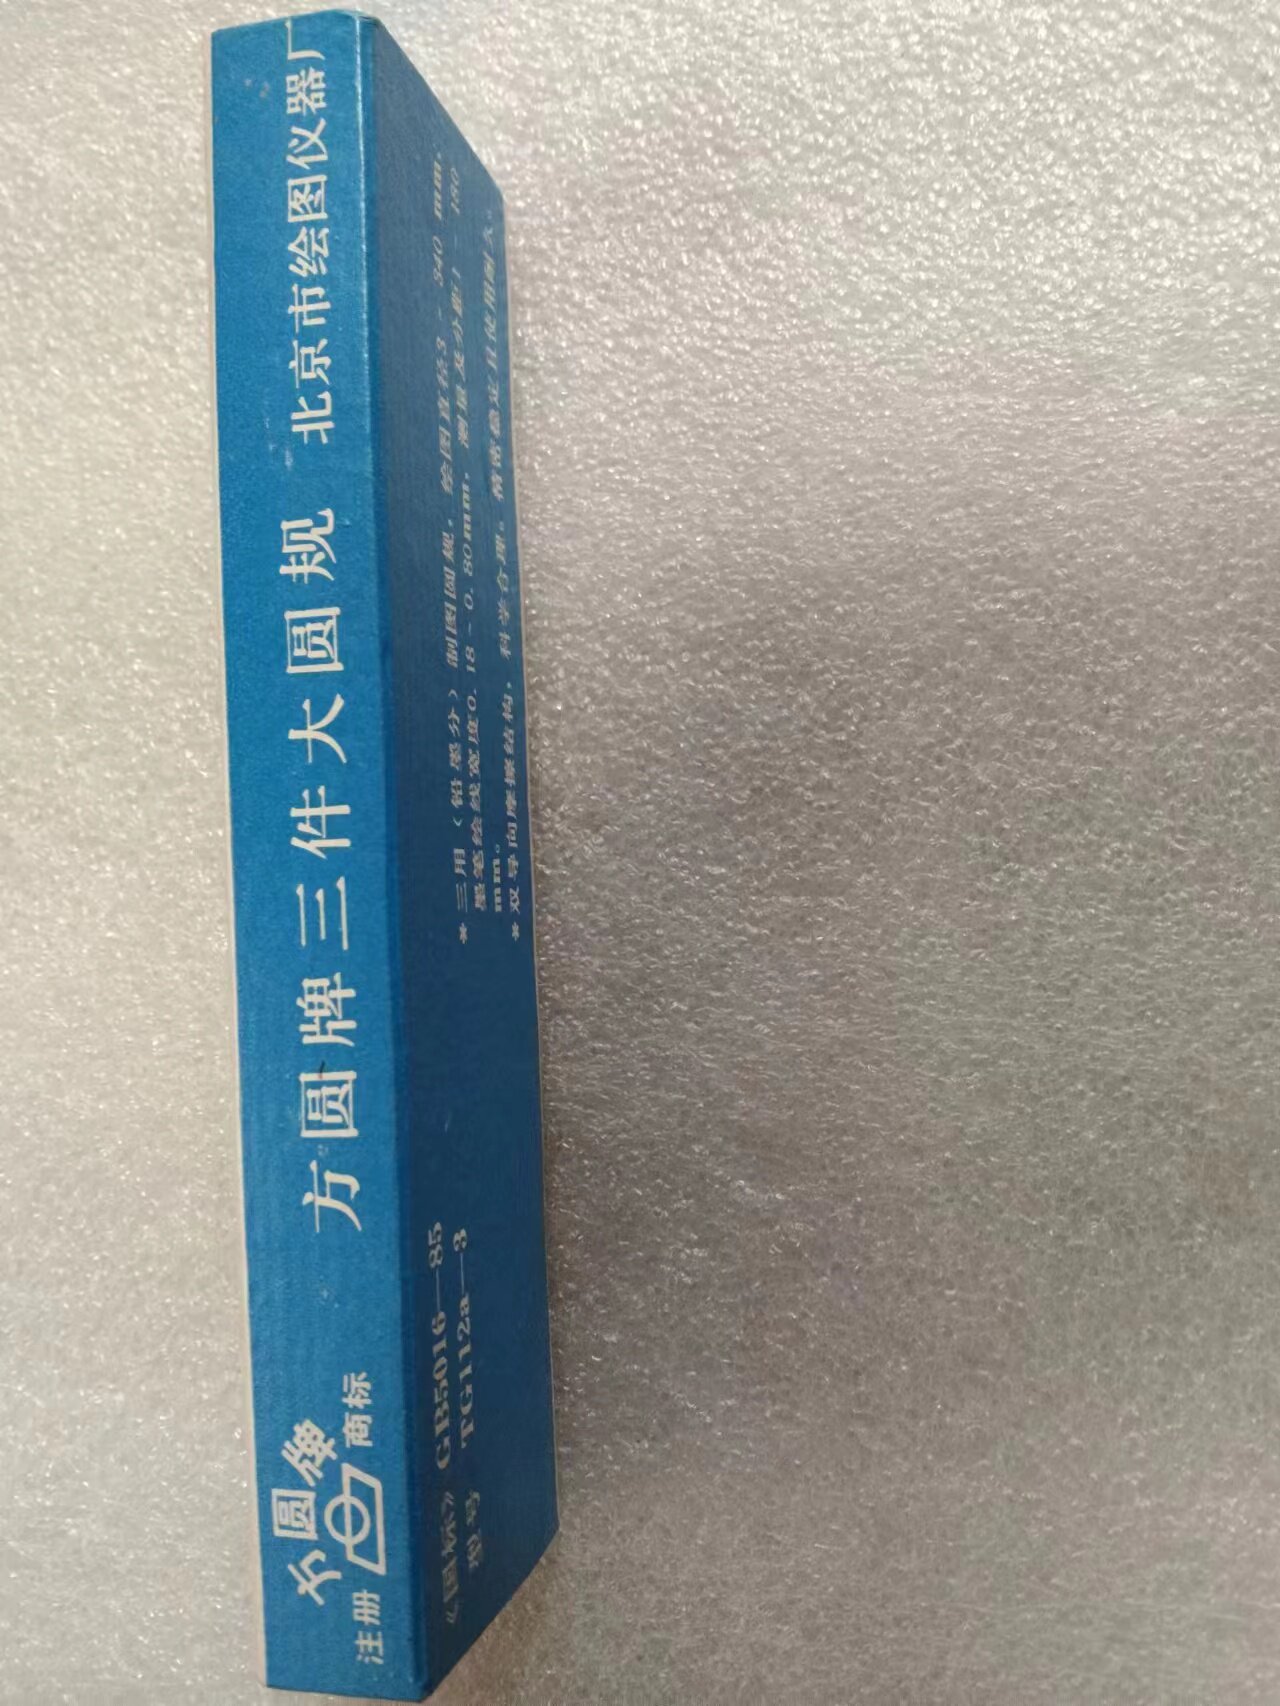 方圆牌
注册 商标
方圆牌三件大圆规 北京市绘图仪器厂
《国标》 GB5016—85
型号 TG112a—3
* 三用(铅墨分)制图圆规,绘图直径3-340 mm,
墨笔绘线宽度0.18-0.80mm,测量及分距1-180
mm。
* 双导向摩擦结构,科学合理。精密稳定且使用耐久。